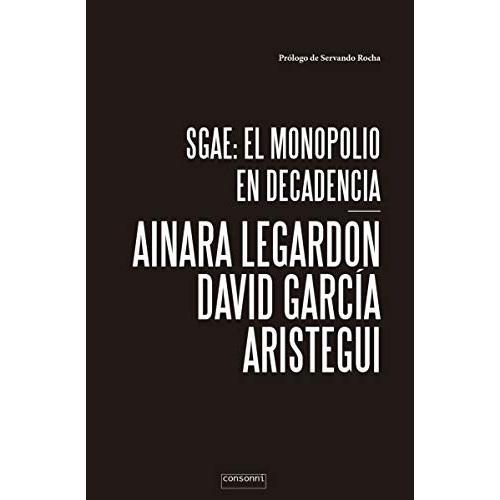 Prólogo de Servando Rocha
SGAE: EL MONOPOLIO
EN DECADENCIA
AINARA LEGARDON
DAVID GARCÍA
ARISTEGUI
consonni